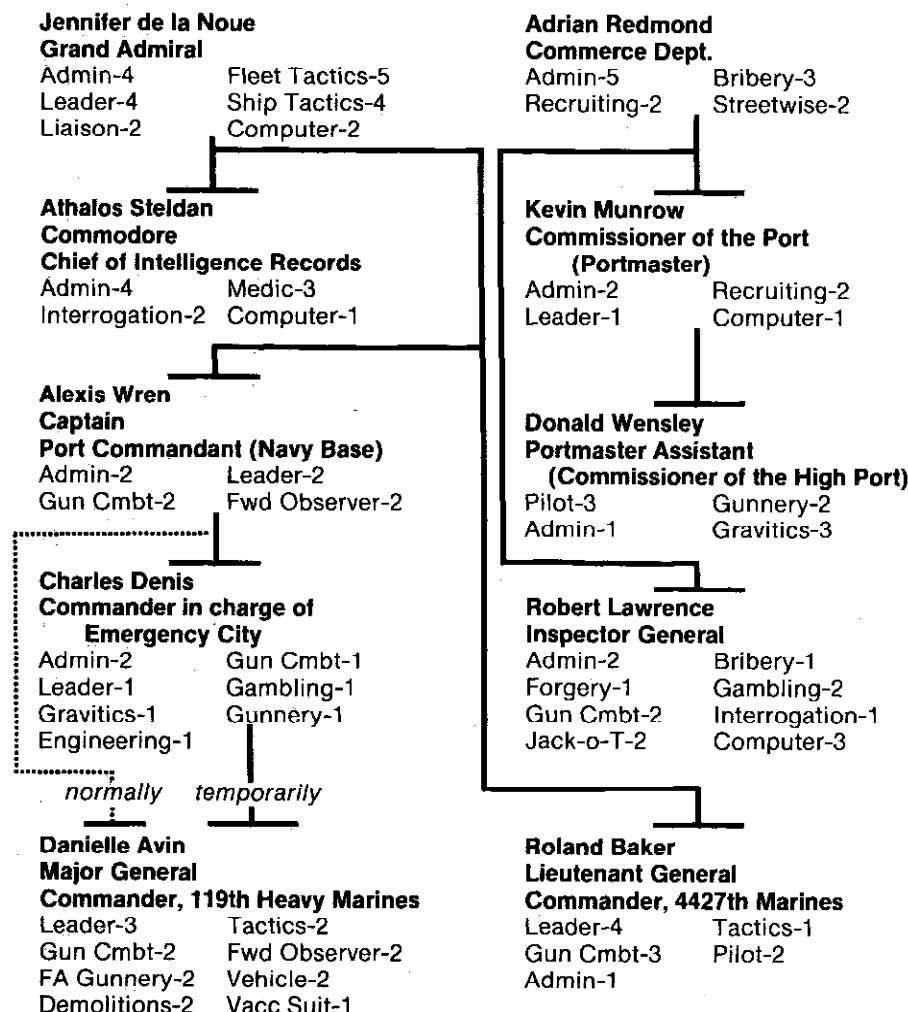 Jennifer de la Noue
Grand Admiral
Admin-4 Fleet Tactics-5
Leader-4 Ship Tactics-4
Liaison-2 Computer-2
Athalos Steldan
Commodore
Chief of Intelligence Records
Admin-4 Medic-3
Interrogation-2 Computer-1
Alexis Wren
Captain
Port Commandant (Navy Base)
Admin-2 Leader-2
Gun Cmbt-2 Fwd Observer-2
Charles Denis
Commander in charge of
Emergency City
Admin-2 Gun Cmbt-1
Leader-1 Gambling-1
Gravitics-1 Gunnery-1
Engineering-1
normally temporarily
Danielle Avin
Major General
Commander, 119th Heavy Marines
Leader-3 Tactics-2
Gun Cmbt-2 Fwd Observer-2
FA Gunnery-2 Vehicle-2
Demolitions-2 Vacc Suit-1
Adrian Redmond
Commerce Dept.
Admin-5 Bribery-3
Recruiting-2 Streetwise-2
Kevin Munrow
Commissioner of the Port
(Portmaster)
Admin-2 Recruiting-2
Leader-1 Computer-1
Donald Wensley
Portmaster Assistant
(Commissioner of the High Port)
Pilot-3 Gunnery-2
Admin-1 Gravitics-3
Robert Lawrence
Inspector General
Admin-2 Bribery-1
Forgery-1 Gambling-2
Gun Cmbt-2 Interrogation-1
Jack-o-T-2 Computer-3
Roland Baker
Lieutenant General
Commander, 4427th Marines
Leader-4 Tactics-1
Gun Cmbt-3 Pilot-2
Admin-1